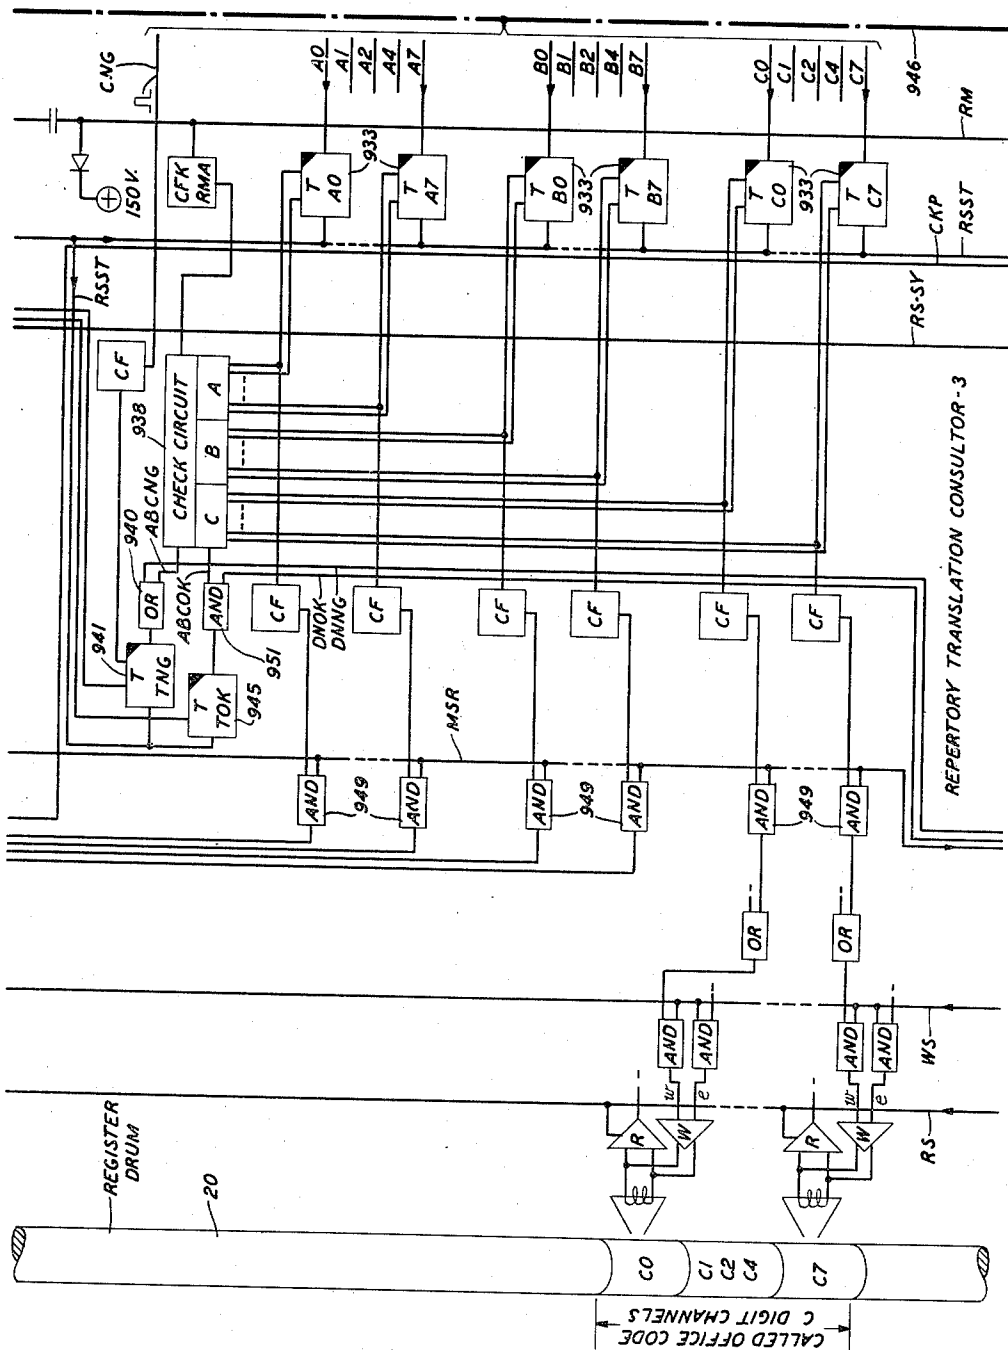 REGISTER
DRUM
20
CALLED OFFICE CODE
C DIGIT CHANNELS
C0
C1
C2
C4
C7
R
W
w
e
R
W
w
e
RS
WS
AND
AND
AND
AND
OR
OR
MSR
AND
AND
949
AND
AND
949
AND
AND
949
941
T
TNG
940
OR
ABCNG
T
TOK
945
ABCOK
AND
951
CF
CF
DNOK
DNNG
CF
CF
CF
CF
938
CHECK CIRCUIT
C
B
A
CF
RSST
RS-SY
CKP
RSST
150V.
CFK
RMA
T
A0
933
T
A7
T
B0
933
T
B7
T
C0
933
T
C7
RM
CNG
A0
A1
A2
A4
A7
B0
B1
B2
B4
B7
C0
C1
C2
C4
C7
946
REPERTORY TRANSLATION CONSULTOR-3